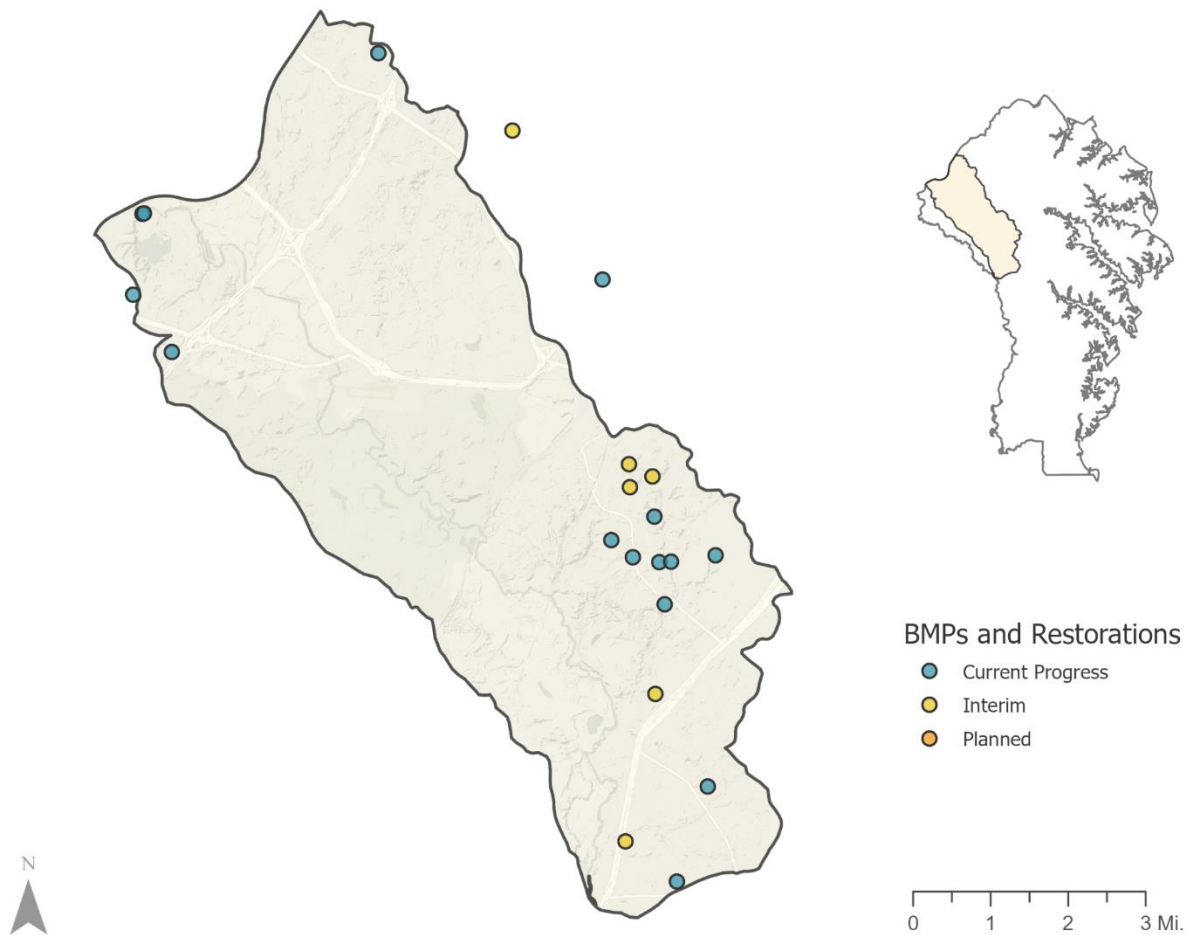 BMPs and Restorations
Current Progress
Interim
Planned
N
0 1 2 3 Mi.